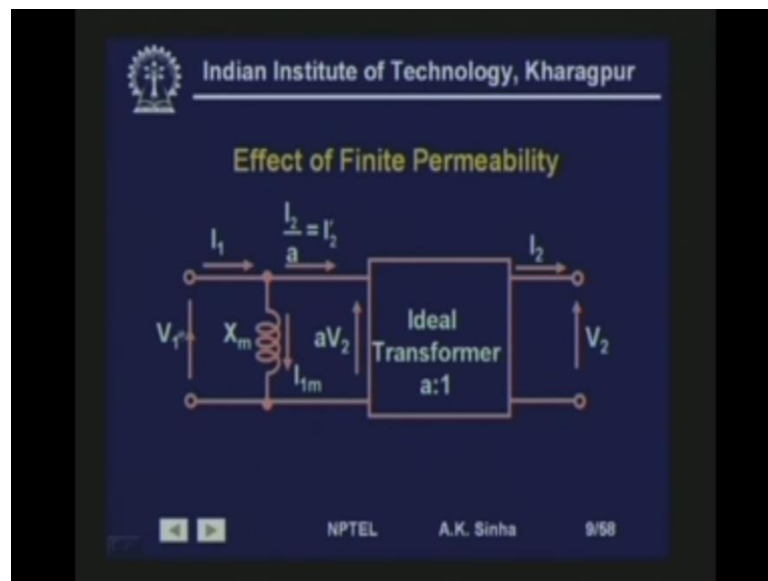 Indian Institute of Technology, Kharagpur
Effect of Finite Permeability
I₁
I₂/a = I'₂
I₂
V₁
Xₘ
I₁ₘ
aV₂
Ideal
Transformer
a:1
V₂
NPTEL A.K. Sinha 9/58